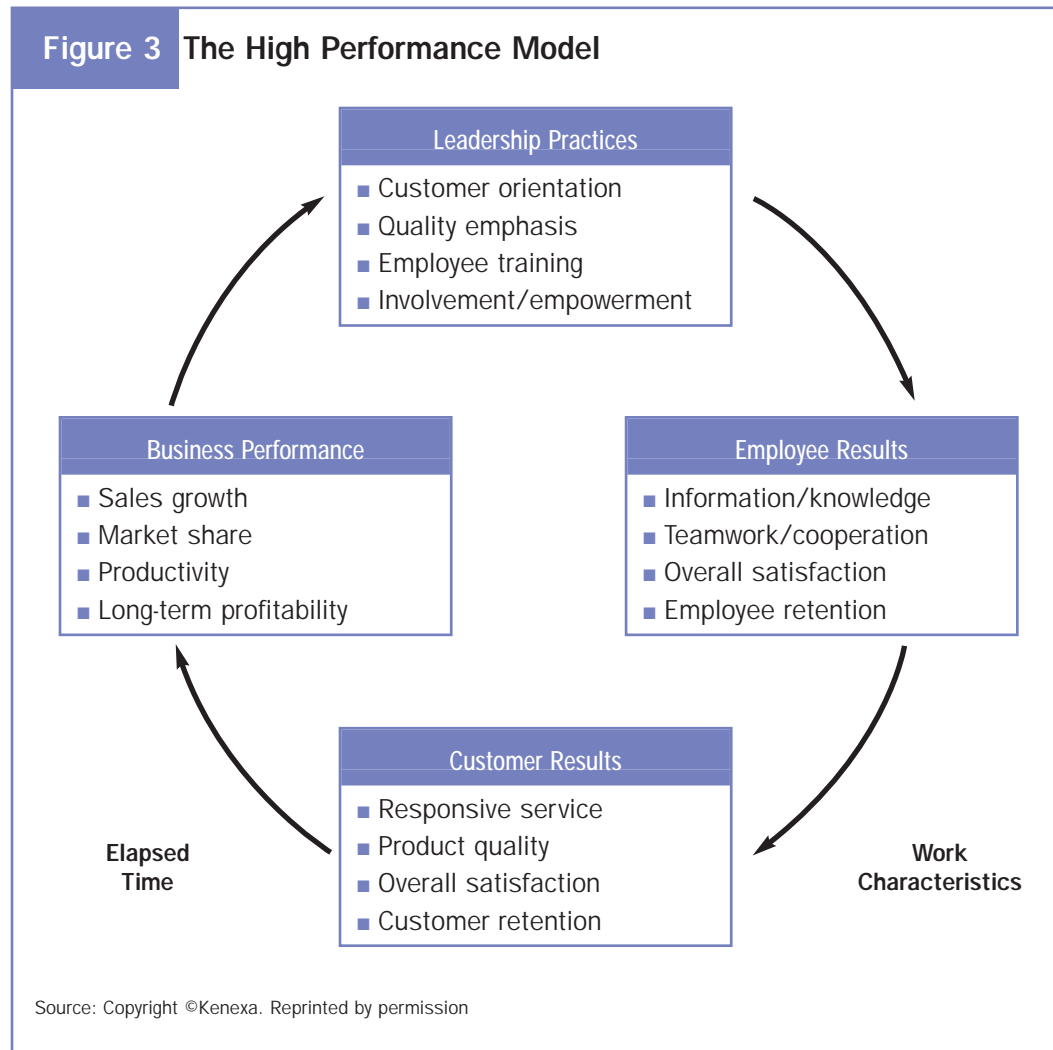 Figure 3 The High Performance Model
Leadership Practices
■ Customer orientation
■ Quality emphasis
■ Employee training
■ Involvement/empowerment
Business Performance
■ Sales growth
■ Market share
■ Productivity
■ Long-term profitability
Employee Results
■ Information/knowledge
■ Teamwork/cooperation
■ Overall satisfaction
■ Employee retention
Customer Results
■ Responsive service
■ Product quality
■ Overall satisfaction
■ Customer retention
Elapsed
Time
Work
Characteristics
Source: Copyright ©Kenexa. Reprinted by permission